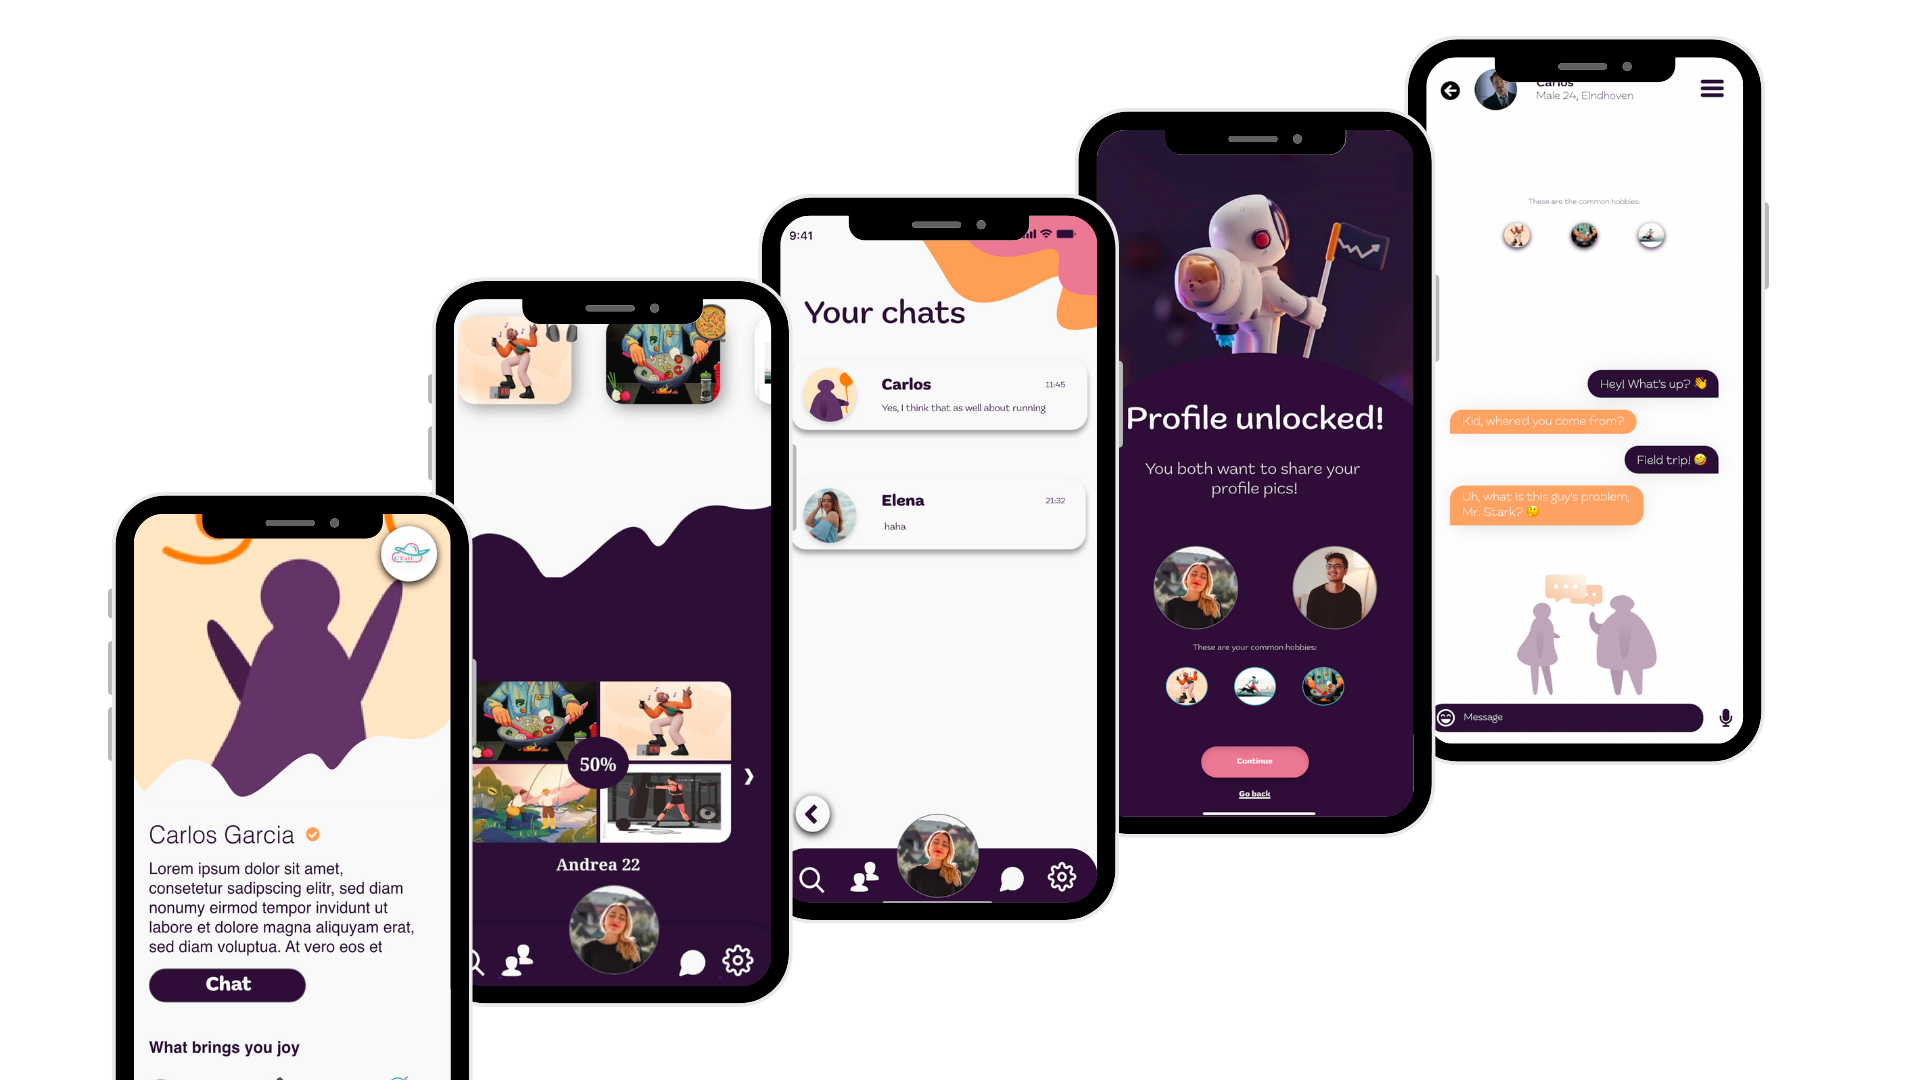 Carlos Garcia
Lorem ipsum dolor sit amet,
consetetur sadipscing elitr, sed diam
nonumy eirmod tempor invidunt ut
labore et dolore magna aliquyam erat,
sed diam voluptua. At vero eos et
Chat
What brings you joy
50%
Andrea 22
9:41
Your chats
Carlos
11:45
Yes, I think that as well about running
Elena
21:32
haha
Profile unlocked!
You both want to share your
profile pics!
These are your common hobbies:
Continue
Go back
Carlos
Male 24, Eindhoven
These are the common hobbies:
Hey! What's up? 👋
Kid, where'd you come from?
Field trip! 🤣
Uh, what is this guy's problem,
Mr. Stark? 🤔
Message